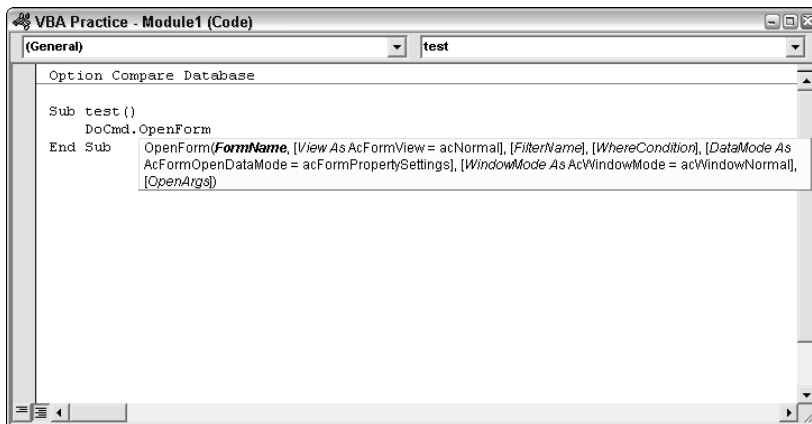 VBA Practice - Module1 (Code)
(General) test
Option Compare Database
Sub test()
DoCmd.OpenForm
End Sub
OpenForm(FormName, [View As AcFormView = acNormal], [FilterName], [WhereCondition], [DataMode As
AcFormOpenDataMode = acFormPropertySettings], [WindowMode As AcWindowMode = acWindowNormal],
[OpenArgs])